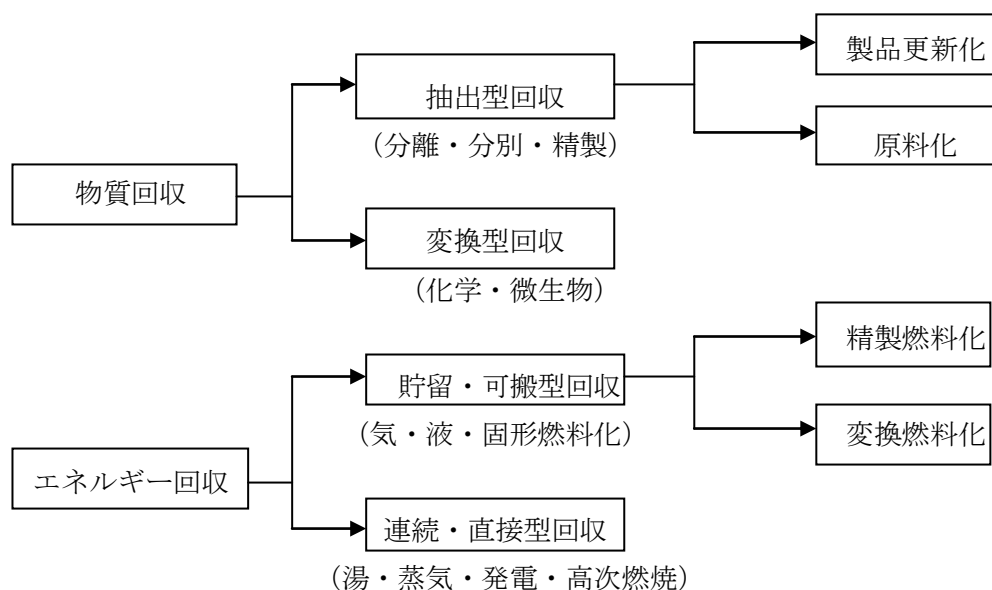 製品更新化
抽出型回収
(分離・分別・精製)
原料化
物質回収
変換型回収
(化学・微生物)
精製燃料化
貯留・可搬型回収
(気・液・固形燃料化)
変換燃料化
エネルギー回収
連続・直接型回収
(湯・蒸気・発電・高次燃焼)